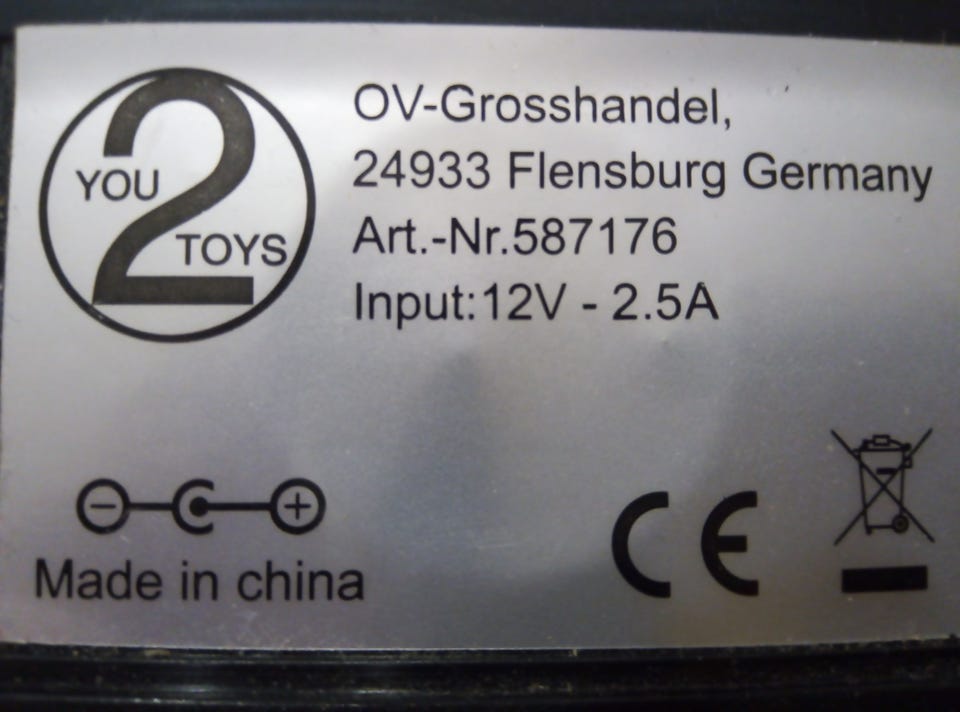 YOU
2
TOYS
OV-Grosshandel,
24933 Flensburg Germany
Art.-Nr.587176
Input:12V - 2.5A
Made in china
CE